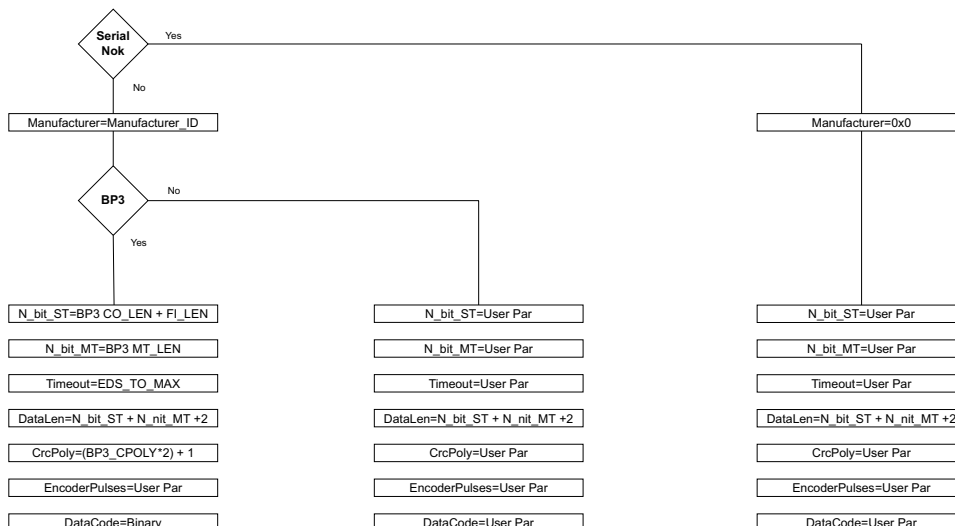 Serial
Nok
Yes
No
Manufacturer=Manufacturer_ID
Manufacturer=0x0
BP3
No
Yes
N_bit_ST=BP3 CO_LEN + FI_LEN
N_bit_ST=User Par
N_bit_ST=User Par
N_bit_MT=BP3 MT_LEN
N_bit_MT=User Par
N_bit_MT=User Par
Timeout=EDS_TO_MAX
Timeout=User Par
Timeout=User Par
DataLen=N_bit_ST + N_nit_MT +2
DataLen=N_bit_ST + N_nit_MT +2
DataLen=N_bit_ST + N_nit_MT +2
CrcPoly=(BP3_CPOLY*2) + 1
CrcPoly=User Par
CrcPoly=User Par
EncoderPulses=User Par
EncoderPulses=User Par
EncoderPulses=User Par
DataCode=Binary
DataCode=User Par
DataCode=User Par